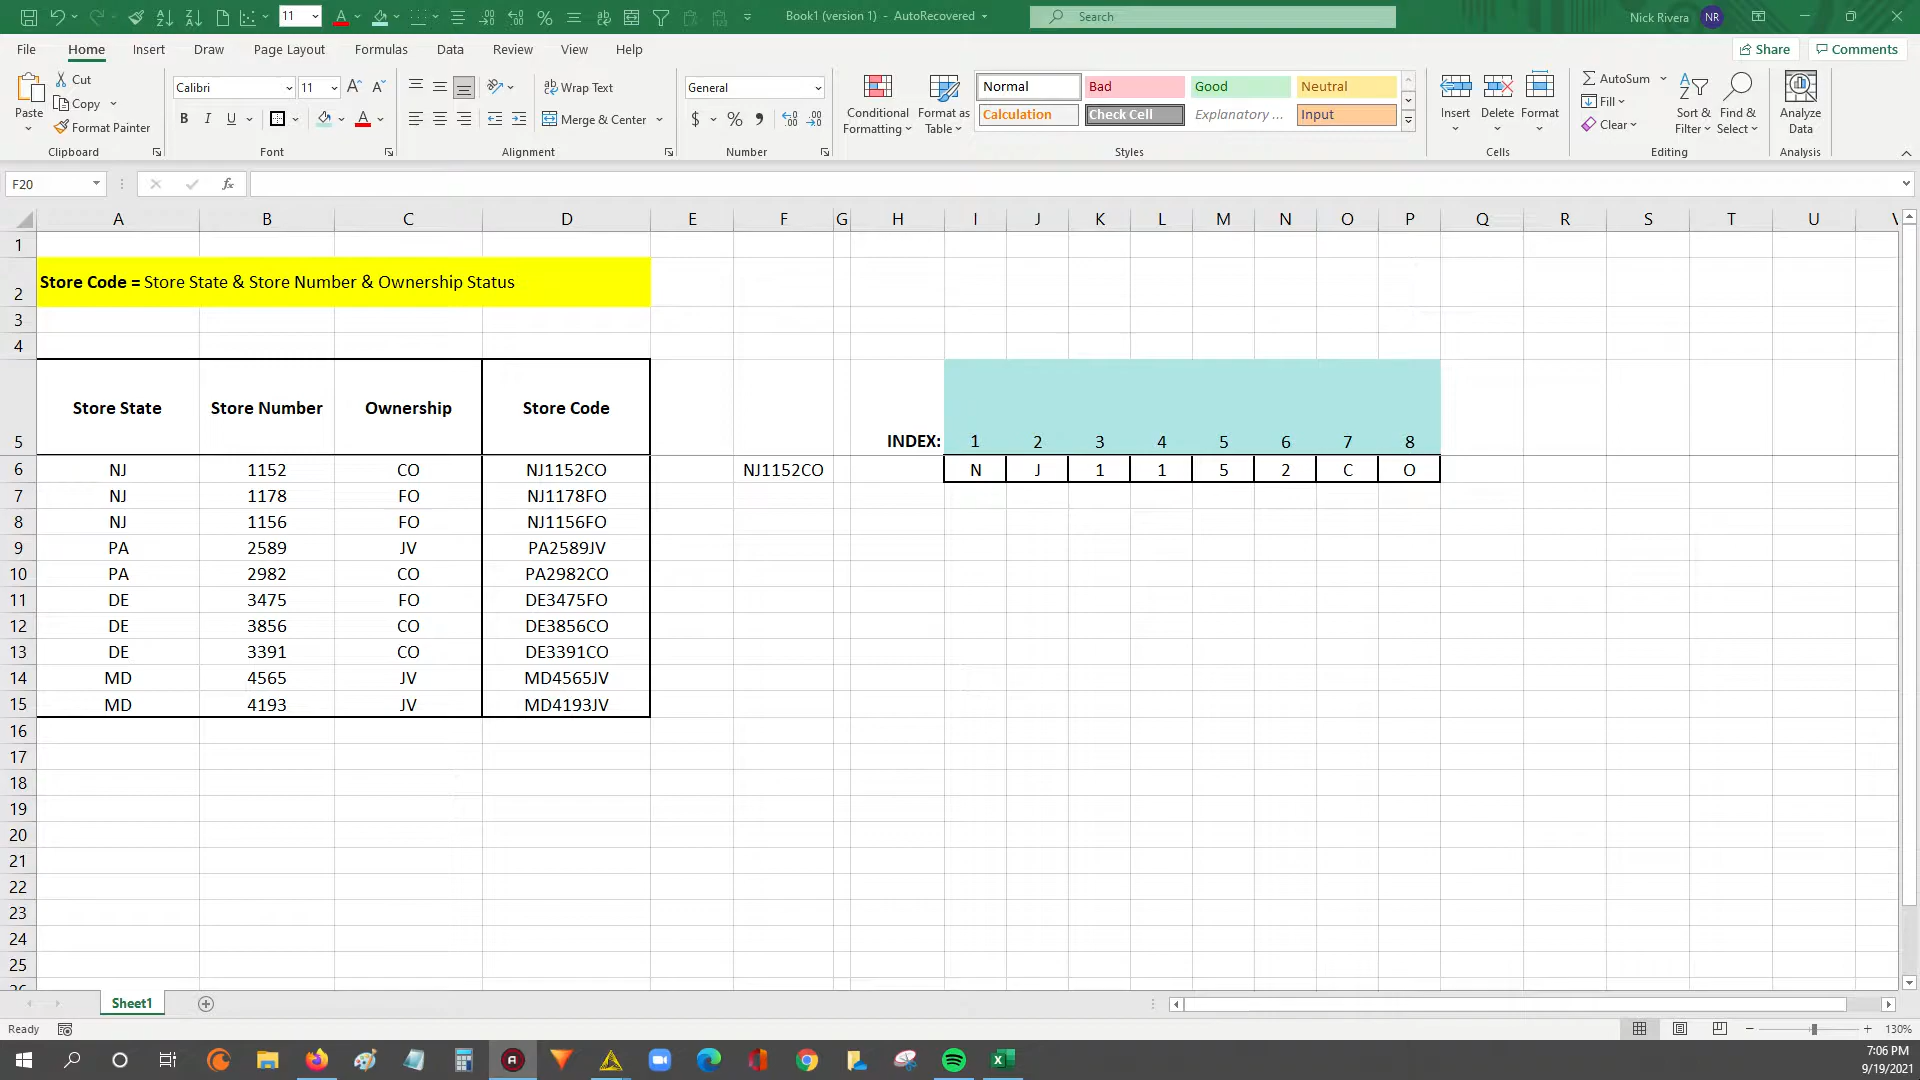 11
Book1 (version 1) - AutoRecovered
Search
Nick Rivera NR
File Home Insert Draw Page Layout Formulas Data Review View Help
Share Comments
Paste
Cut
Copy
Format Painter
Clipboard
Calibri 11
B I U
Font
Wrap Text
Merge & Center
Alignment
General
$ % 9
Number
Conditional Formatting
Format as Table
Normal Bad Good Neutral
Calculation Check Cell Explanatory ... Input
Styles
Insert Delete Format
Cells
AutoSum
Fill
Clear
Sort & Filter
Find & Select
Editing
Analyze Data
Analysis
F20 fx
A B C D E F G H I J K L M N O P Q R S T U
1
2 Store Code = Store State & Store Number & Ownership Status
3
4
5 Store State Store Number Ownership Store Code INDEX: 1 2 3 4 5 6 7 8
6 NJ 1152 CO NJ1152CO NJ1152CO N J 1 1 5 2 C O
7 NJ 1178 FO NJ1178FO
8 NJ 1156 FO NJ1156FO
9 PA 2589 JV PA2589JV
10 PA 2982 CO PA2982CO
11 DE 3475 FO DE3475FO
12 DE 3856 CO DE3856CO
13 DE 3391 CO DE3391CO
14 MD 4565 JV MD4565JV
15 MD 4193 JV MD4193JV
16
17
18
19
20
21
22
23
24
25
Sheet1
Ready
130%
7:06 PM
9/19/2021